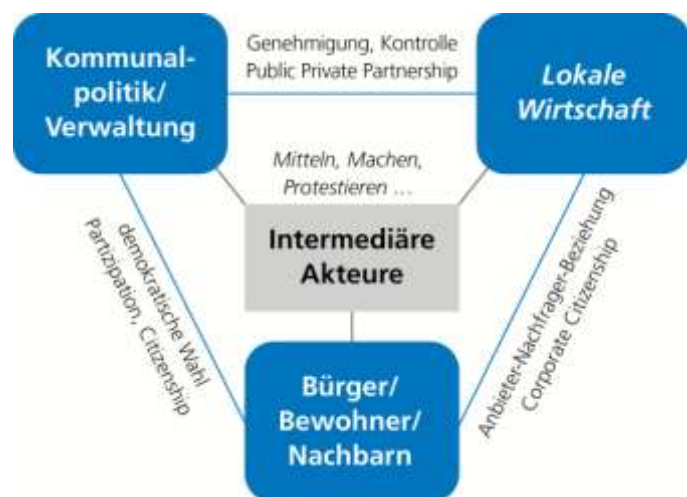 Kommunal-
politik/
Verwaltung
Genehmigung, Kontrolle
Public Private Partnership
Lokale
Wirtschaft
Mitteln, Machen,
Protestieren ...
Intermediäre
Akteure
demokratische Wahl
Partizipation, Citizenship
Anbieter-Nachfrager-Beziehung
Corporate Citizenship
Bürger/
Bewohner/
Nachbarn